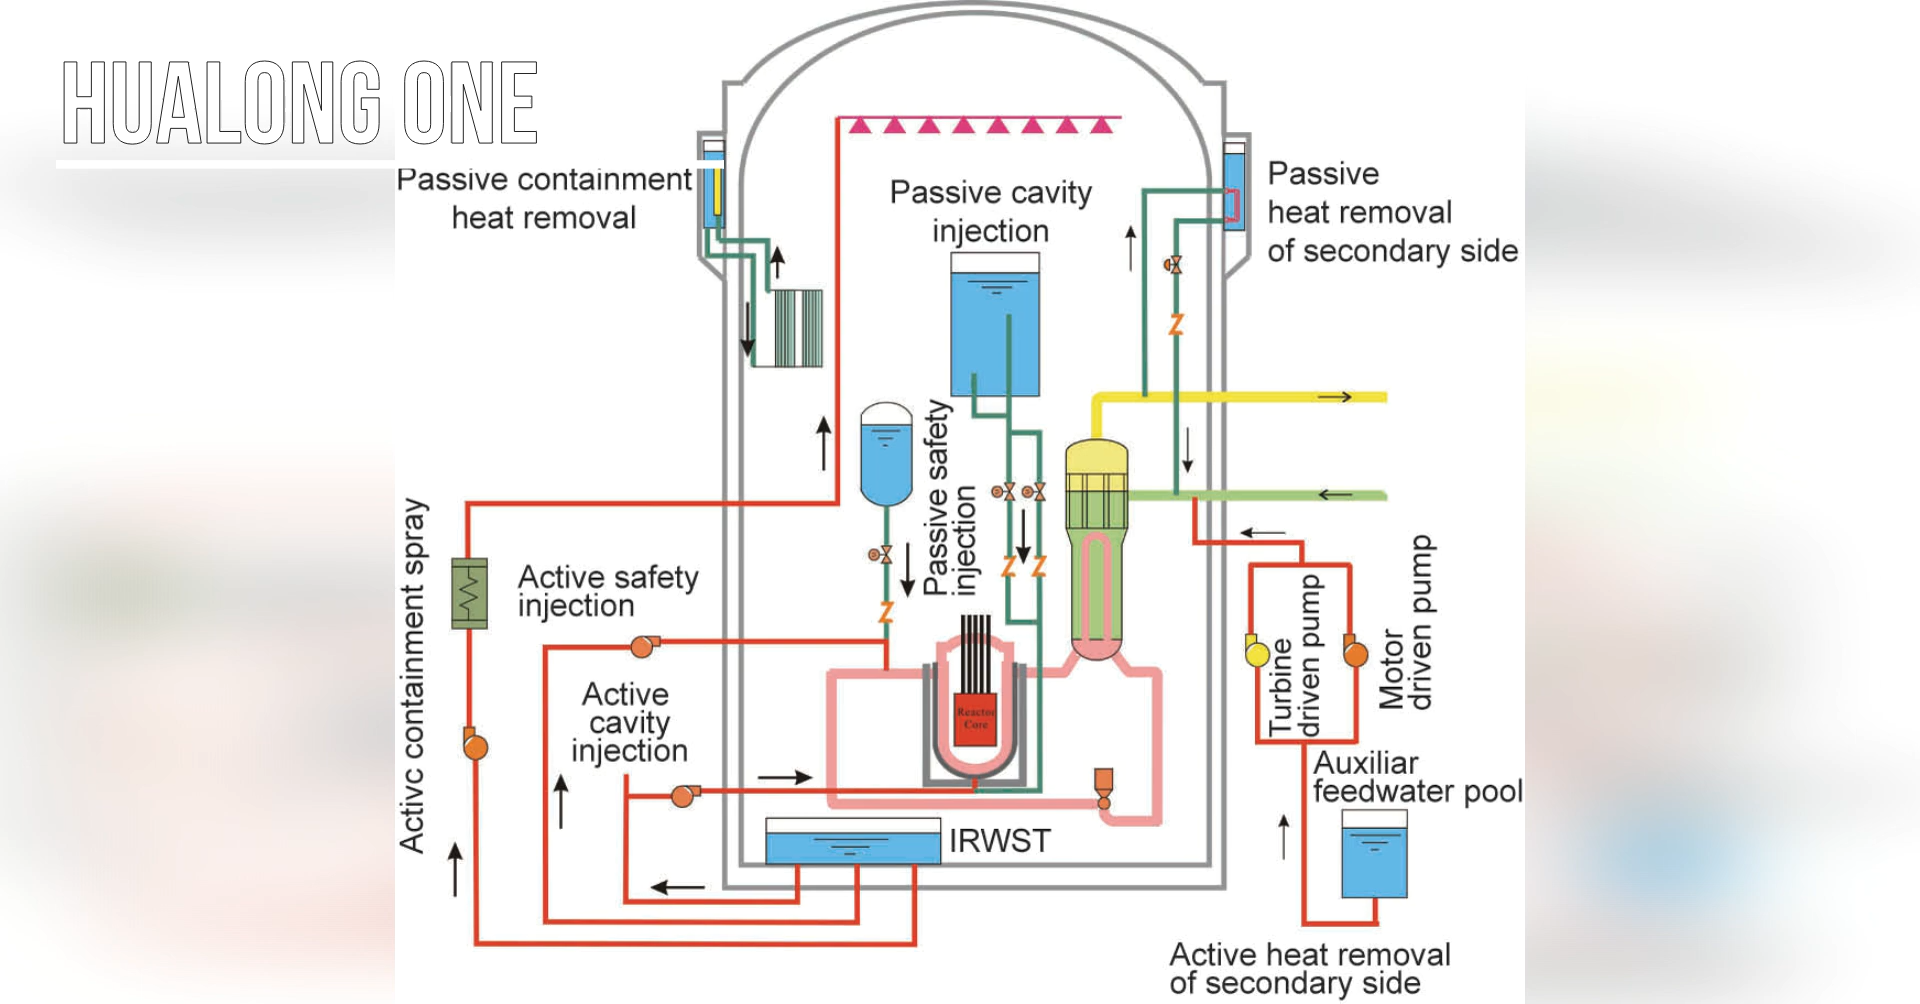 HUALONG ONE
Passive containment
heat removal
Passive cavity
injection
Passive
heat removal
of secondary side
Passive safety
injection
Activc containment spray
Active safety
injection
Active
cavity
injection
Reactor
Core
IRWST
Turbine
driven pump
Motor
driven pump
Auxiliar
feedwater pool
Active heat removal
of secondary side